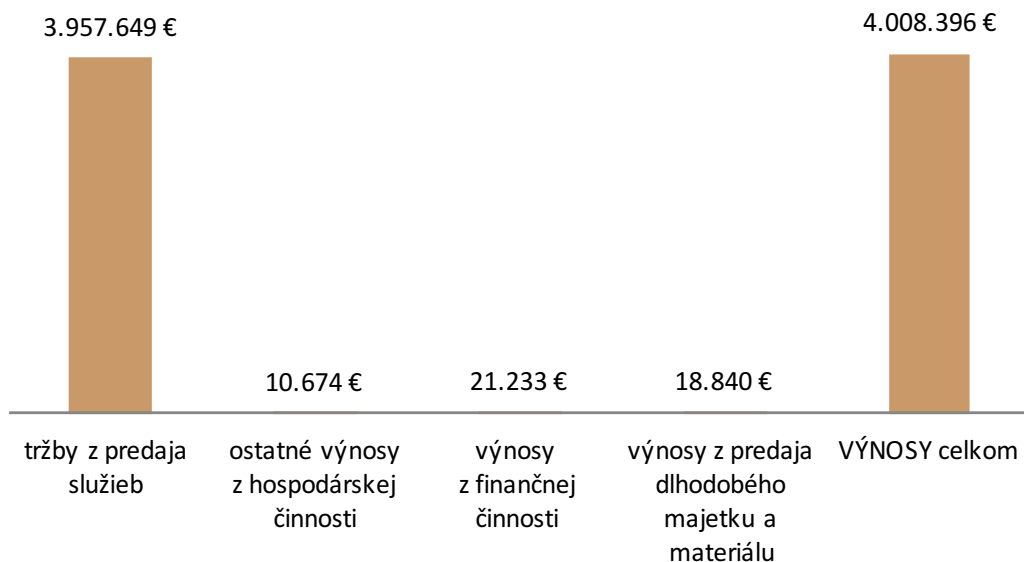 3.957.649 €
4.008.396 €
10.674 €
21.233 €
18.840 €
tržby z predaja
služieb
ostatné výnosy
z hospodárskej
činnosti
výnosy
z finančnej
činnosti
výnosy z predaja
dlhodobého
majetku a
materiálu
VÝNOSY celkom